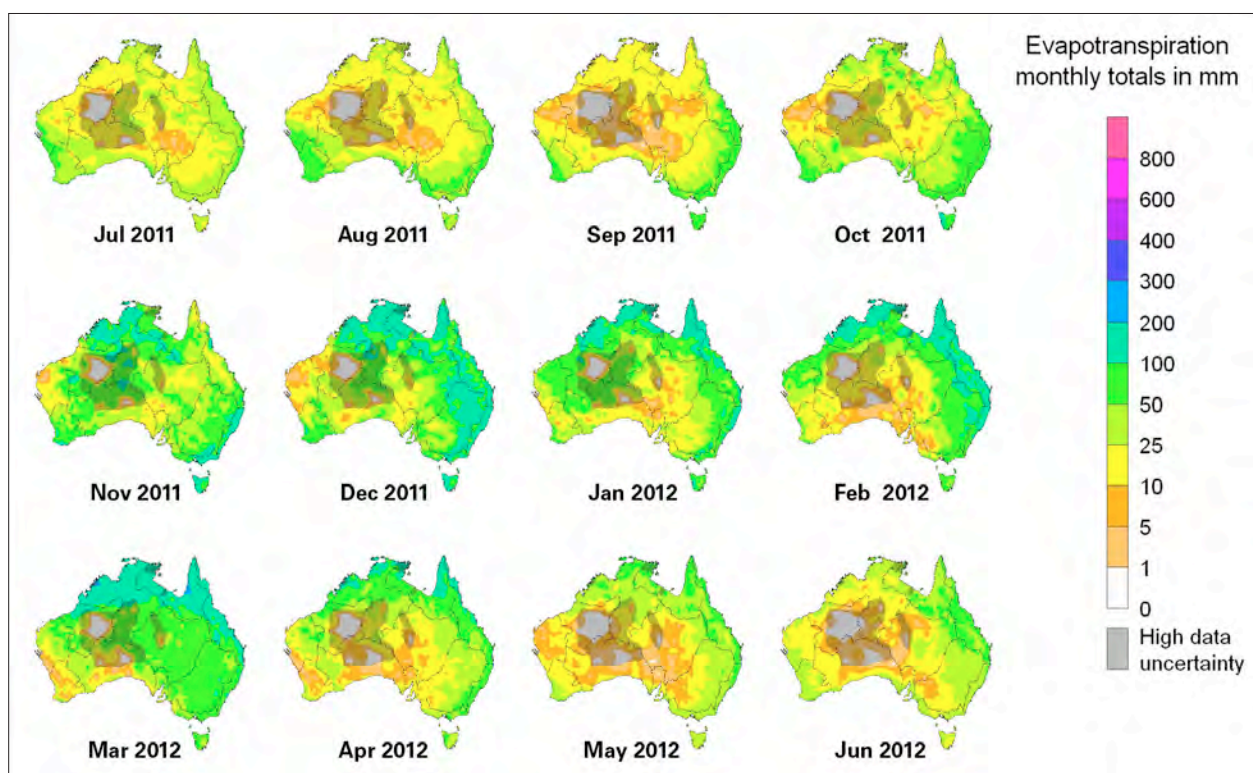 Evapotranspiration
monthly totals in mm
Jul 2011
Aug 2011
Sep 2011
Oct 2011
Nov 2011
Dec 2011
Jan 2012
Feb 2012
Mar 2012
Apr 2012
May 2012
Jun 2012
800
600
400
300
200
100
50
25
10
5
1
0
High data
uncertainty